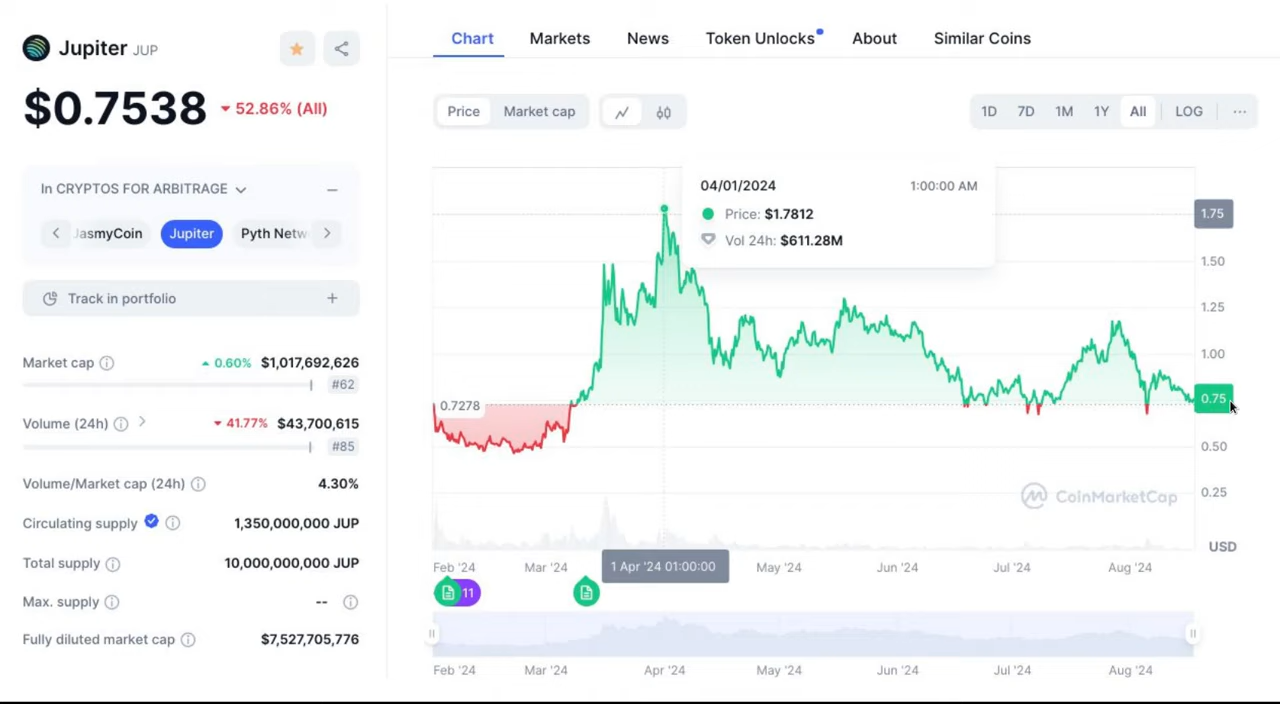 Jupiter JUP
$0.7538 52.86% (All)
In CRYPTOS FOR ARBITRAGE
JasmyCoin Jupiter Pyth Netw
Track in portfolio +
Market cap 0.60% $1,017,692,626
#62
Volume (24h) 41.77% $43,700,615
#85
Volume/Market cap (24h) 4.30%
Circulating supply 1,350,000,000 JUP
Total supply 10,000,000,000 JUP
Max. supply --
Fully diluted market cap $7,527,705,776
Chart Markets News Token Unlocks About Similar Coins
Price Market cap 1D 7D 1M 1Y All LOG ...
04/01/2024 1:00:00 AM
Price: $1.7812
Vol 24h: $611.28M
1.75
1.50
1.25
1.00
0.7278
0.75
0.50
0.25
CoinMarketCap
USD
Feb '24 Mar '24 1 Apr '24 01:00:00 May '24 Jun '24 Jul '24 Aug '24
11
Feb '24 Mar '24 Apr '24 May '24 Jun '24 Jul '24 Aug '24